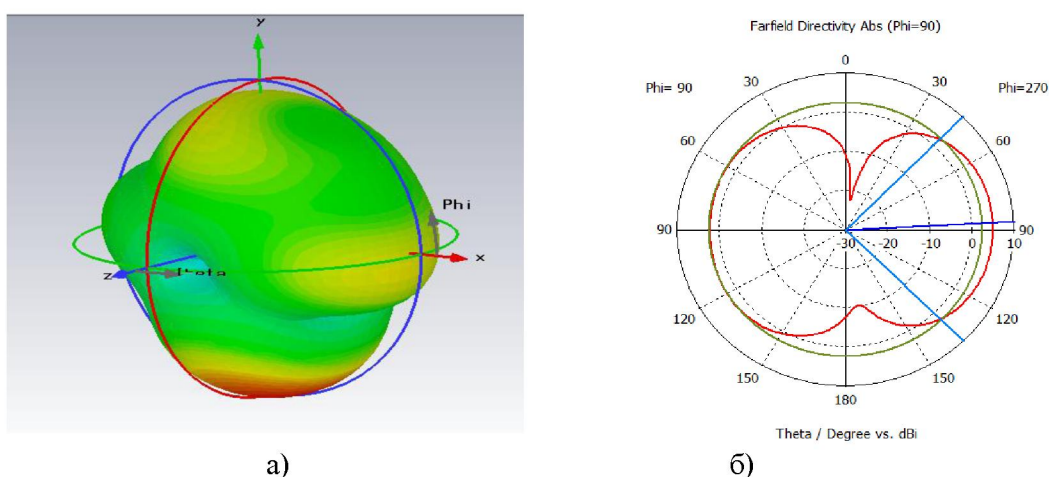 y
Phi
x
z
Theta
а)
Farfield Directivity Abs (Phi=90)
0
30
30
Phi= 90
Phi=270
60
60
90
-30
-20
-10
0
10
90
120
120
150
150
180
Theta / Degree vs. dBi
б)